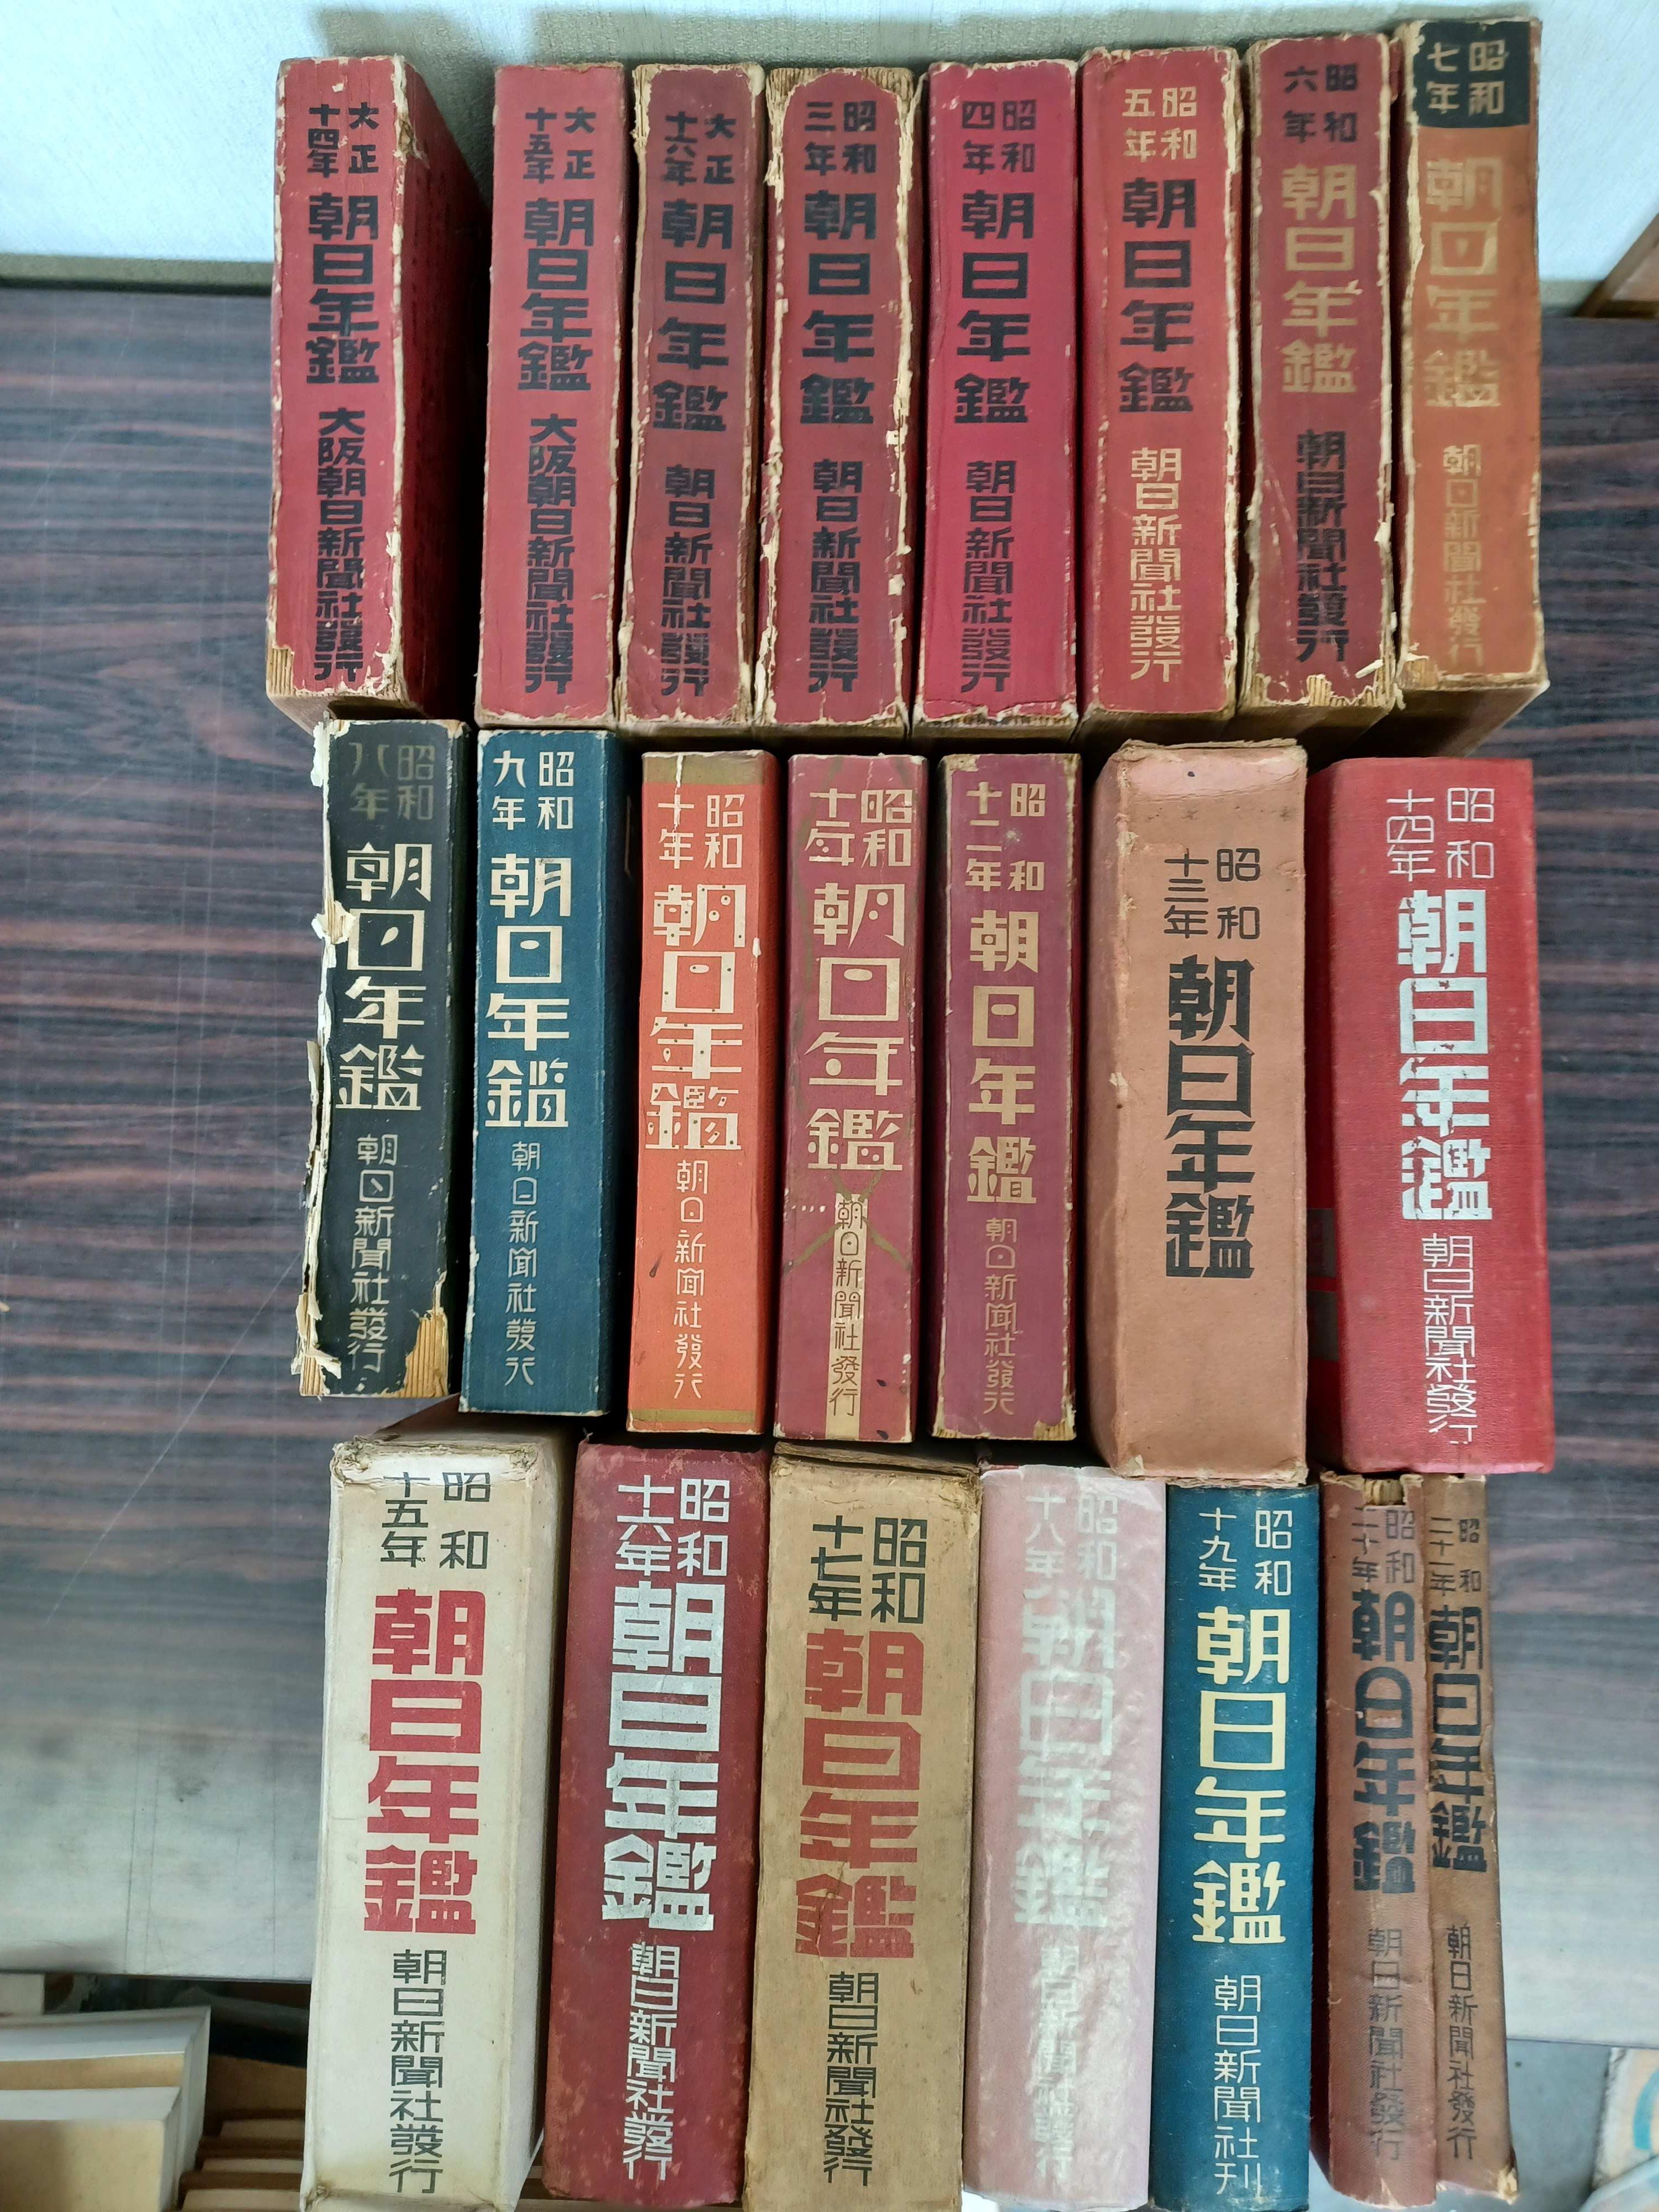 大正十四年 朝日年鑑 大阪朝日新聞社發行
大正十五年 朝日年鑑 大阪朝日新聞社發行
大正十六年 朝日年鑑 朝日新聞社發行
昭和三年 朝日年鑑 朝日新聞社發行
昭和四年 朝日年鑑 朝日新聞社發行
昭和五年 朝日年鑑 朝日新聞社發行
昭和六年 朝日年鑑 朝日新聞社發行
昭和七年 朝日年鑑 朝日新聞社發行
昭和八年 朝日年鑑 朝日新聞社發行
昭和九年 朝日年鑑 朝日新聞社發行
昭和十年 朝日年鑑 朝日新聞社發行
昭和十一年 朝日年鑑 朝日新聞社發行
昭和十二年 朝日年鑑 朝日新聞社發行
昭和十三年 朝日年鑑
昭和十四年 朝日年鑑 朝日新聞社發行
昭和十五年 朝日年鑑 朝日新聞社發行
昭和十六年 朝日年鑑 朝日新聞社發行
昭和十七年 朝日年鑑 朝日新聞社發行
昭和十八年 朝日年鑑 朝日新聞社發行
昭和十九年 朝日年鑑 朝日新聞社刊
昭和二十年 朝日年鑑 朝日新聞社發行
昭和二十一年 朝日年鑑 朝日新聞社發行